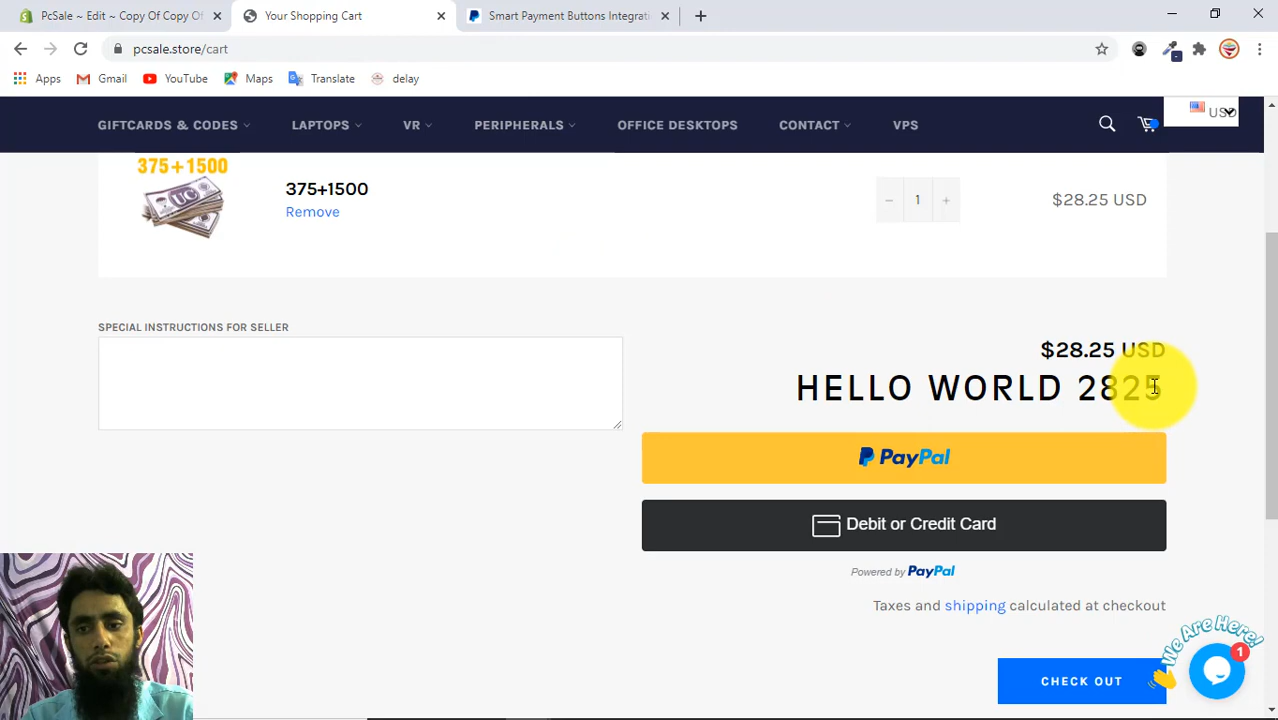 PcSale ~ Edit ~ Copy Of Copy Of
Your Shopping Cart
Smart Payment Buttons Integrati
pcsale.store/cart
Apps
Gmail
YouTube
Maps
Translate
delay
GIFTCARDS & CODES
LAPTOPS
VR
PERIPHERALS
OFFICE DESKTOPS
CONTACT
VPS
USD
375+1500
UC
375+1500
Remove
− 1 +
$28.25 USD
SPECIAL INSTRUCTIONS FOR SELLER
$28.25 USD
HELLO WORLD 2825
PayPal
Debit or Credit Card
Powered by PayPal
Taxes and shipping calculated at checkout
We Are Here!
1
CHECK OUT